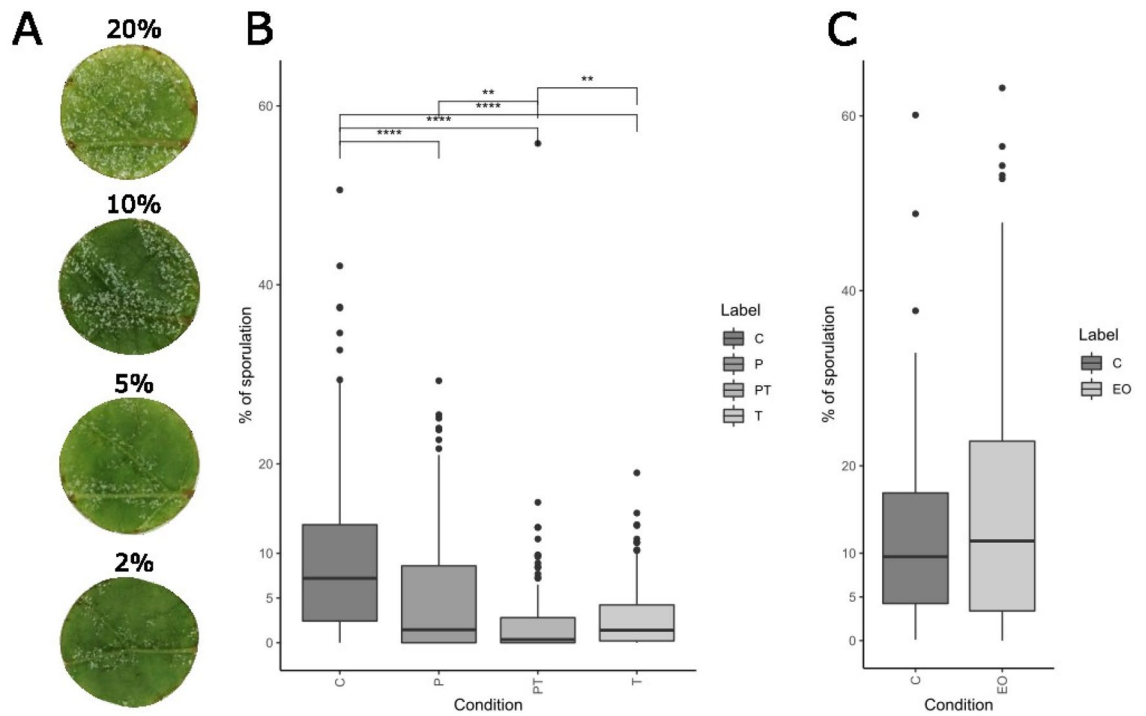 A
20%
10%
5%
2%
B
**
**
****
****
****
60
40
20
10
5
0
% of sporulation
C
P
PT
T
Condition
Label
C
P
PT
T
C
60
40
20
10
5
0
% of sporulation
C
EO
Condition
Label
C
EO